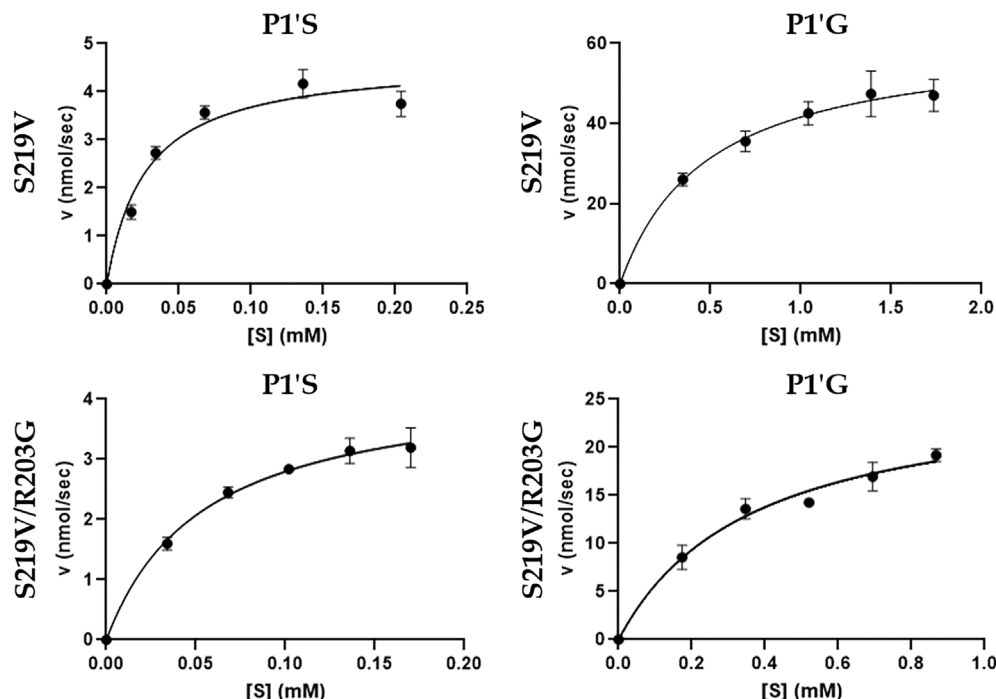 P1'S
S219V
v (nmol/sec)
5
4
3
2
1
0
0.00 0.05 0.10 0.15 0.20 0.25
[S] (mM)
P1'G
S219V
v (nmol/sec)
60
40
20
0
0.0 0.5 1.0 1.5 2.0
[S] (mM)
P1'S
S219V/R203G
v (nmol/sec)
4
3
2
1
0
0.00 0.05 0.10 0.15 0.20
[S] (mM)
P1'G
S219V/R203G
v (nmol/sec)
25
20
15
10
5
0
0.0 0.2 0.4 0.6 0.8 1.0
[S] (mM)